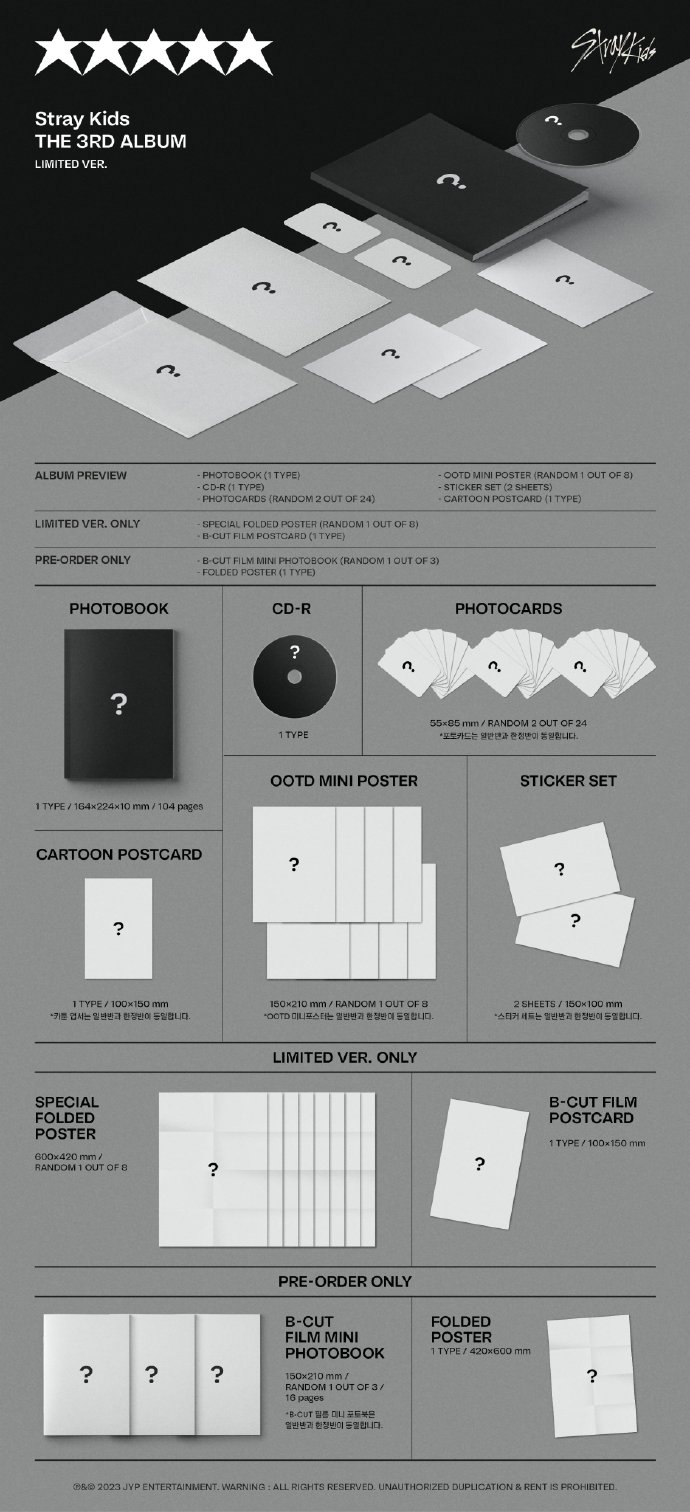 ★★★★★
Stray Kids
Stray Kids
THE 3RD ALBUM
LIMITED VER.
?
?
?
?
?
?
?
?
ALBUM PREVIEW
- PHOTOBOOK (1 TYPE)
- CD-R (1 TYPE)
- PHOTOCARDS (RANDOM 2 OUT OF 24)
- OOTD MINI POSTER (RANDOM 1 OUT OF 8)
- STICKER SET (2 SHEETS)
- CARTOON POSTCARD (1 TYPE)
LIMITED VER. ONLY
- SPECIAL FOLDED POSTER (RANDOM 1 OUT OF 8)
- B-CUT FILM POSTCARD (1 TYPE)
PRE-ORDER ONLY
- B-CUT FILM MINI PHOTOBOOK (RANDOM 1 OUT OF 3)
- FOLDED POSTER (1 TYPE)
PHOTOBOOK
?
1 TYPE / 164×224×10 mm / 104 pages
CD-R
?
1 TYPE
PHOTOCARDS
? ? ?
55×85 mm / RANDOM 2 OUT OF 24
*포토카드는 일반반과 한정반이 동일합니다.
CARTOON POSTCARD
?
1 TYPE / 100×150 mm
*카툰 엽서는 일반반과 한정반이 동일합니다.
OOTD MINI POSTER
?
150×210 mm / RANDOM 1 OUT OF 8
*OOTD 미니포스터는 일반반과 한정반이 동일합니다.
STICKER SET
?
?
2 SHEETS / 150×100 mm
*스티커 세트는 일반반과 한정반이 동일합니다.
LIMITED VER. ONLY
SPECIAL
FOLDED
POSTER
600×420 mm /
RANDOM 1 OUT OF 8
?
?
B-CUT FILM
POSTCARD
1 TYPE / 100×150 mm
PRE-ORDER ONLY
? ? ?
B-CUT
FILM MINI
PHOTOBOOK
150×210 mm /
RANDOM 1 OUT OF 3 /
16 pages
*B-CUT 필름 미니 포토북은
일반반과 한정반이 동일합니다.
FOLDED
POSTER
1 TYPE / 420×600 mm
?
℗&© 2023 JYP ENTERTAINMENT. WARNING : ALL RIGHTS RESERVED. UNAUTHORIZED DUPLICATION & RENT IS PROHIBITED.